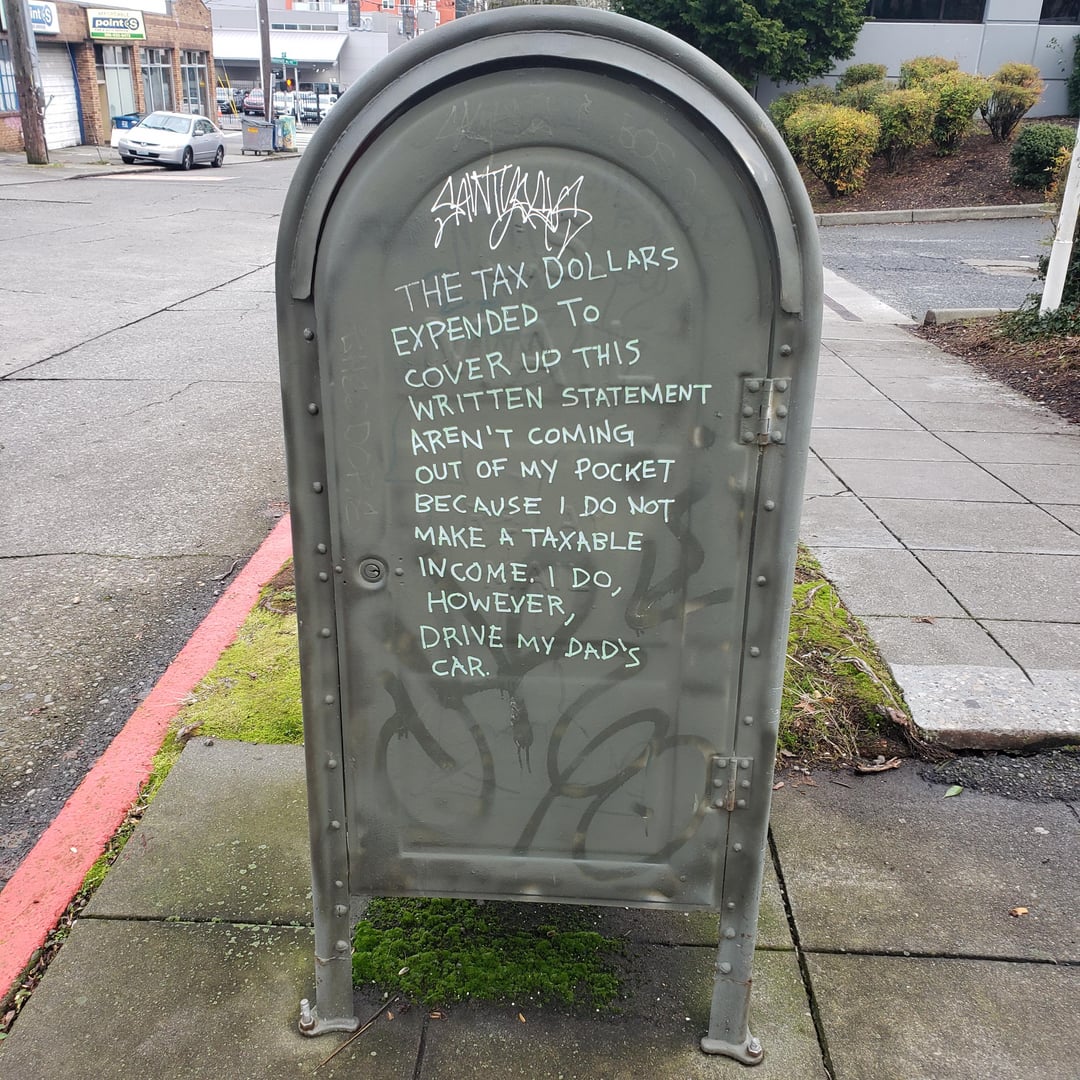 point S
THE TAX DOLLARS
EXPENDED TO
COVER UP THIS
WRITTEN STATEMENT
AREN'T COMING
OUT OF MY POCKET
BECAUSE I DO NOT
MAKE A TAXABLE
INCOME. I DO,
HOWEVER,
DRIVE MY DAD'S
CAR.